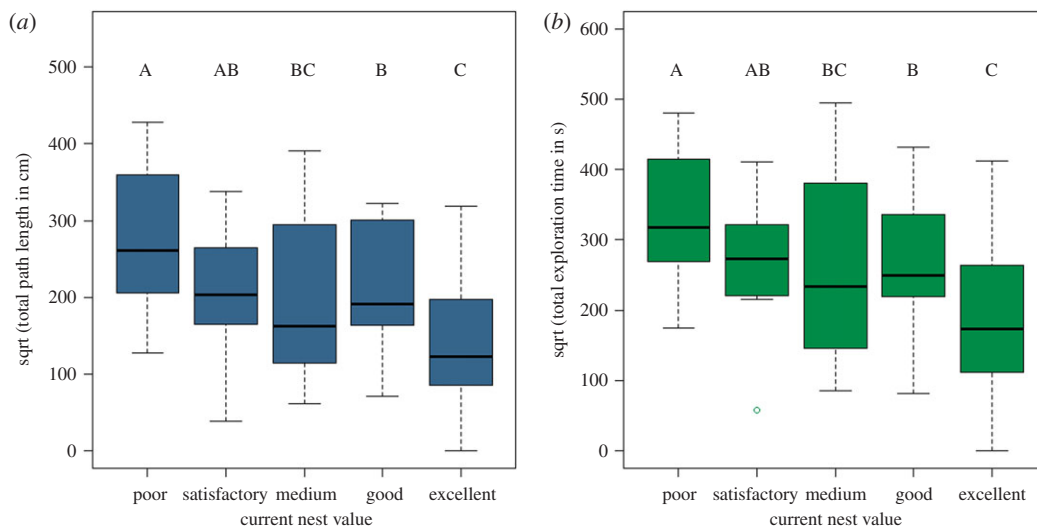 (a)
500
400
300
200
100
0
sqrt (total path length in cm)
A AB BC B C
poor satisfactory medium good excellent
current nest value
(b)
600
500
400
300
200
100
0
sqrt (total exploration time in s)
A AB BC B C
poor satisfactory medium good excellent
current nest value